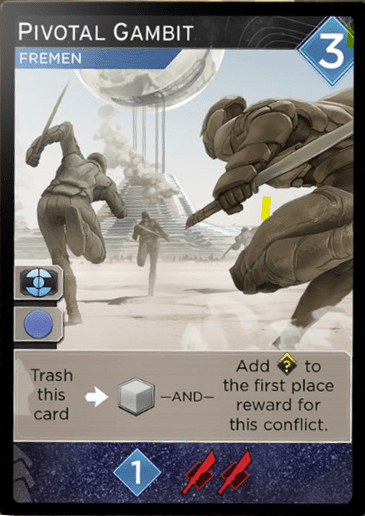 PIVOTAL GAMBIT
3
FREMEN
Trash
this
card
—AND—
Add ? to
the first place
reward for
this conflict.
1